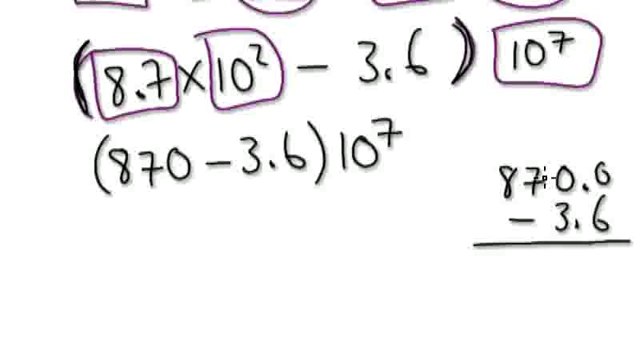 (8.7×10² - 3.6) 10⁷
(870 - 3.6)10⁷
870.0
- 3.6